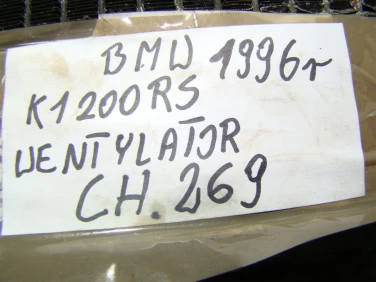 BMW 1996r
K1200RS
WENTYLATOR
CH.269